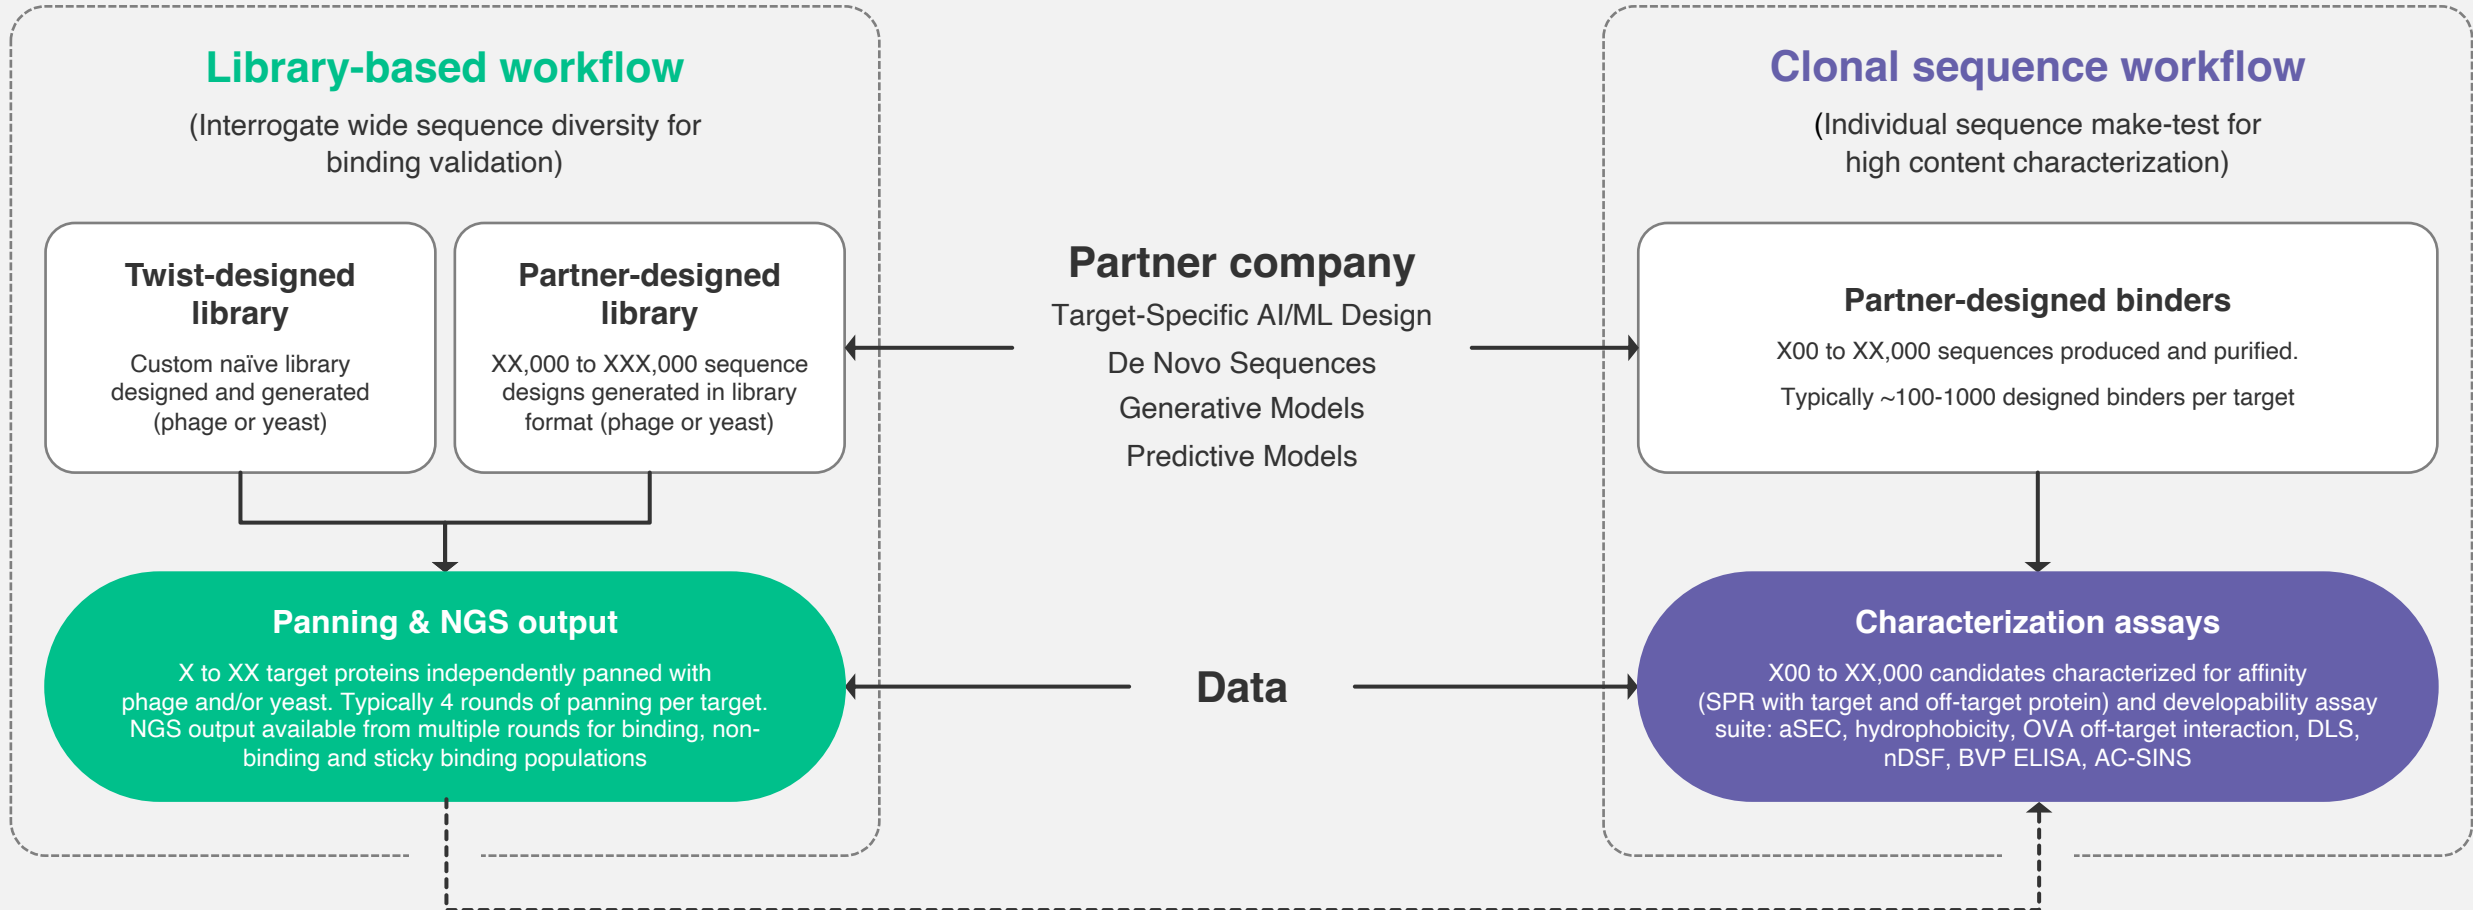 Library-based workflow
(Interrogate wide sequence diversity for
binding validation)
Twist-designed
library
Custom naïve library
designed and generated
(phage or yeast)
Partner-designed
library
XX,000 to XXX,000 sequence
designs generated in library
format (phage or yeast)
Panning & NGS output
X to XX target proteins independently panned with
phage and/or yeast. Typically 4 rounds of panning per target.
NGS output available from multiple rounds for binding, non-
binding and sticky binding populations
Partner company
Target-Specific AI/ML Design
De Novo Sequences
Generative Models
Predictive Models
Data
Clonal sequence workflow
(Individual sequence make-test for
high content characterization)
Partner-designed binders
X00 to XX,000 sequences produced and purified.
Typically ~100-1000 designed binders per target
Characterization assays
X00 to XX,000 candidates characterized for affinity
(SPR with target and off-target protein) and developability assay
suite: aSEC, hydrophobicity, OVA off-target interaction, DLS,
nDSF, BVP ELISA, AC-SINS